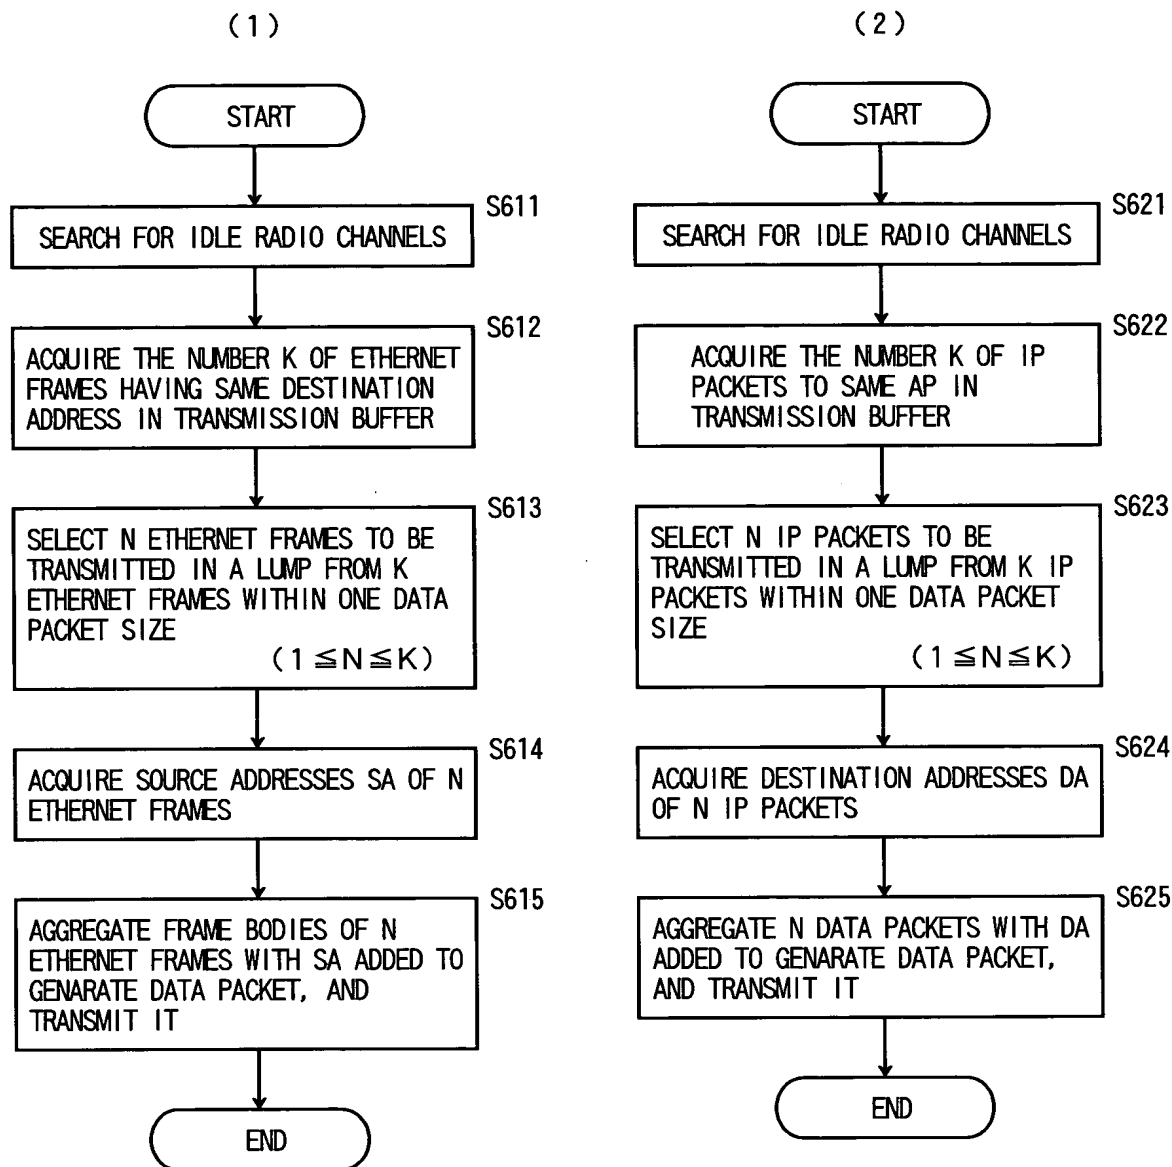 (1)
START
S611
SEARCH FOR IDLE RADIO CHANNELS
S612
ACQUIRE THE NUMBER K OF ETHERNET
FRAMES HAVING SAME DESTINATION
ADDRESS IN TRANSMISSION BUFFER
S613
SELECT N ETHERNET FRAMES TO BE
TRANSMITTED IN A LUMP FROM K
ETHERNET FRAMES WITHIN ONE DATA
PACKET SIZE
(1≦N≦K)
S614
ACQUIRE SOURCE ADDRESSES SA OF N
ETHERNET FRAMES
S615
AGGREGATE FRAME BODIES OF N
ETHERNET FRAMES WITH SA ADDED TO
GENARATE DATA PACKET, AND
TRANSMIT IT
END
(2)
START
S621
SEARCH FOR IDLE RADIO CHANNELS
S622
ACQUIRE THE NUMBER K OF IP
PACKETS TO SAME AP IN
TRANSMISSION BUFFER
S623
SELECT N IP PACKETS TO BE
TRANSMITTED IN A LUMP FROM K IP
PACKETS WITHIN ONE DATA PACKET
SIZE
(1≦N≦K)
S624
ACQUIRE DESTINATION ADDRESSES DA
OF N IP PACKETS
S625
AGGREGATE N DATA PACKETS WITH DA
ADDED TO GENARATE DATA PACKET,
AND TRANSMIT IT
END